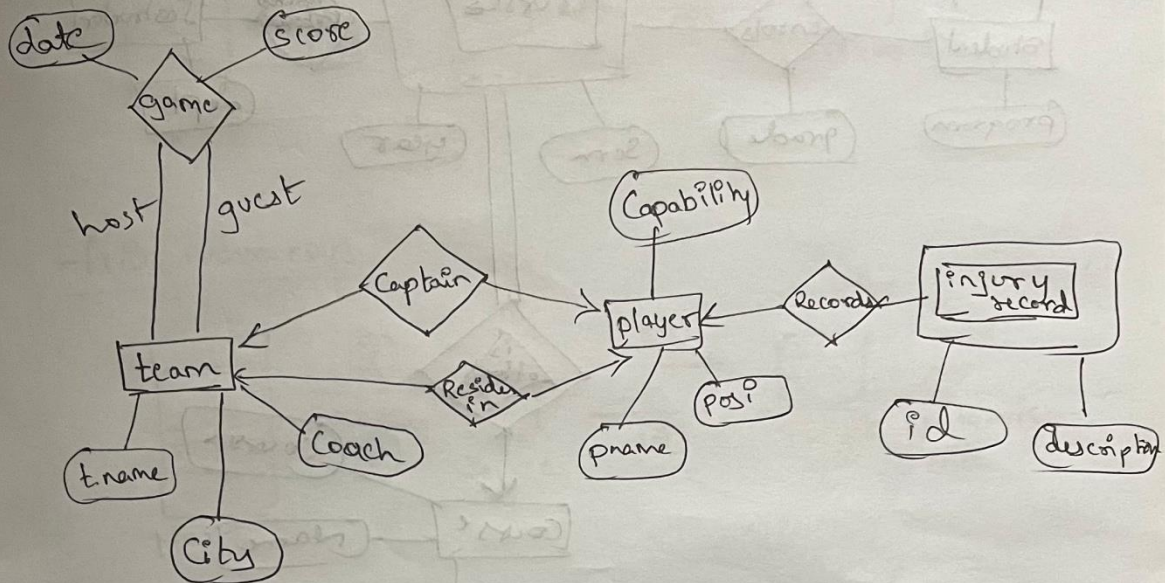 date
score
game
host
guest
Capability
Captain
Records
injury
record
player
team
Reside
in
posi
Coach
pname
id
description
t.name
City